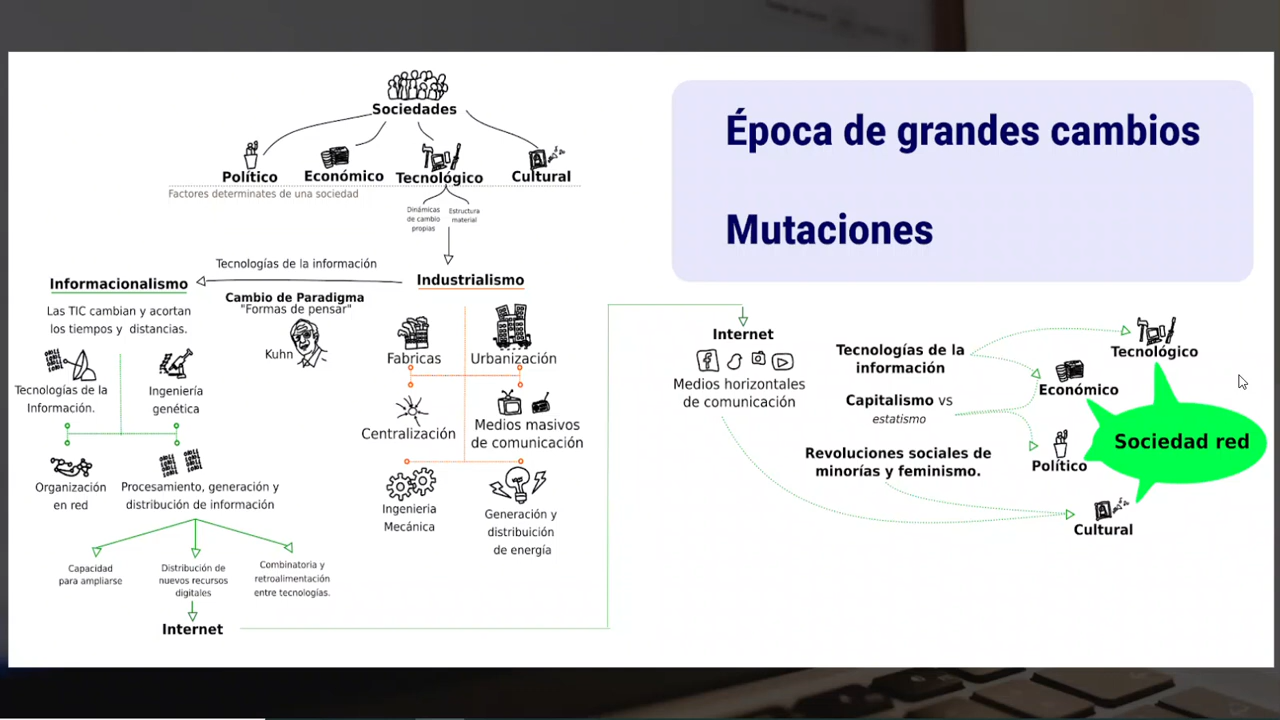 Época de grandes cambios
Mutaciones
Sociedades
Político
Económico
Tecnológico
Cultural
Factores determinates de una sociedad
Dinámicas
de cambio
propias
Estructura
material
Tecnologías de la información
Informacionalismo
Industrialismo
Cambio de Paradigma
"Formas de pensar"
Kuhn
Las TIC cambian y acortan
los tiempos y distancias.
Tecnologías de la
Información.
Ingeniería
genética
Organización
en red
Procesamiento, generación y
distribución de información
Capacidad
para ampliarse
Distribución de
nuevos recursos
digitales
Combinatoria y
retroalimentación
entre tecnologías.
Internet
Fabricas
Urbanización
Centralización
Medios masivos
de comunicación
Ingenieria
Mecánica
Generación y
distribuición
de energía
Internet
Medios horizontales
de comunicación
Tecnologías de la
información
Capitalismo vs
estatismo
Revoluciones sociales de
minorías y feminismo.
Tecnológico
Económico
Sociedad red
Político
Cultural